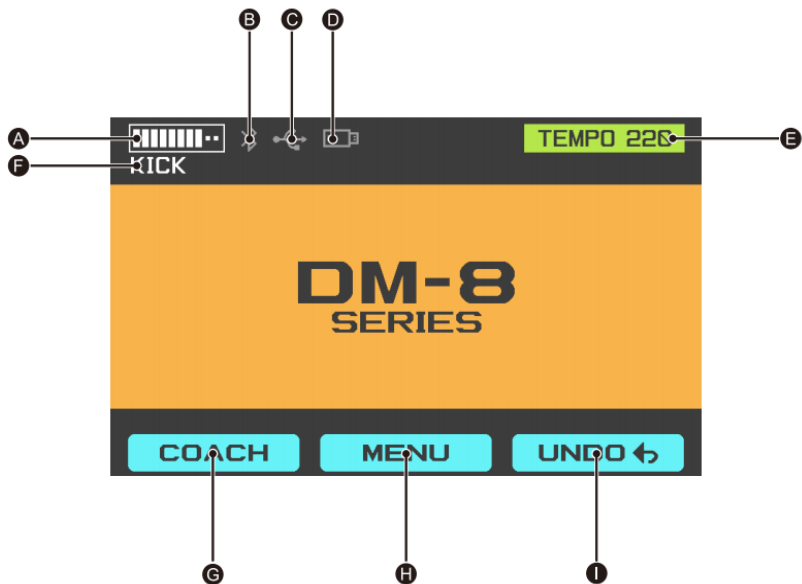 B C D
A TEMPO 220 E
F KICK
DM-8
SERIES
COACH MENU UNDO
G H I